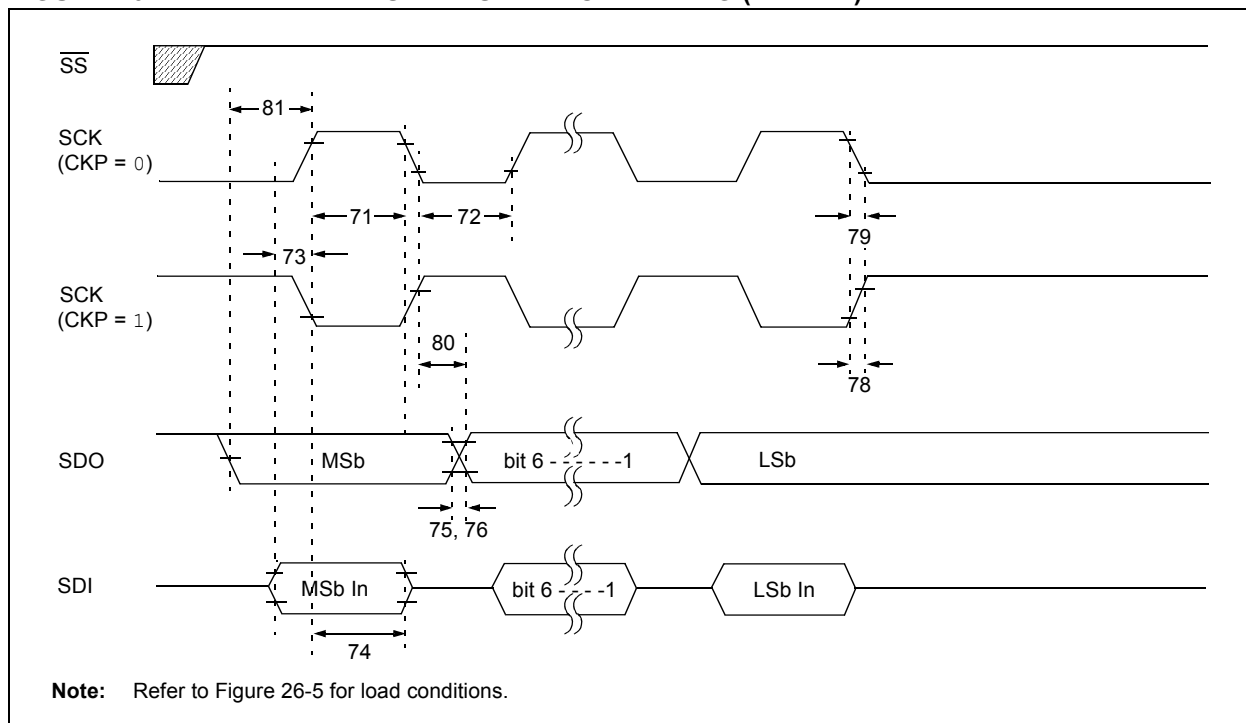 SS
81
SCK
(CKP = 0)
71
72
79
73
SCK
(CKP = 1)
80
78
SDO
MSb
bit 6 - - - - - - -1
LSb
75, 76
SDI
MSb In
bit 6 - - - - -1
LSb In
74
Note: Refer to Figure 26-5 for load conditions.